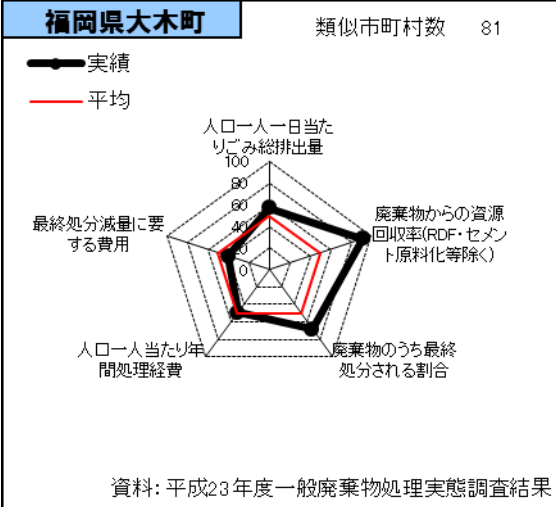 福岡県大木町
類似市町村数 81
実績
平均
人口一人一日当た
りごみ総排出量
100
80
60
40
20
0
廃棄物からの資源
回収率(RDF・セメン
ト原料化等除く)
最終処分減量に要
する費用
人口一人当たり年
間処理経費
廃棄物のうち最終
処分される割合
資料:平成23年度一般廃棄物処理実態調査結果